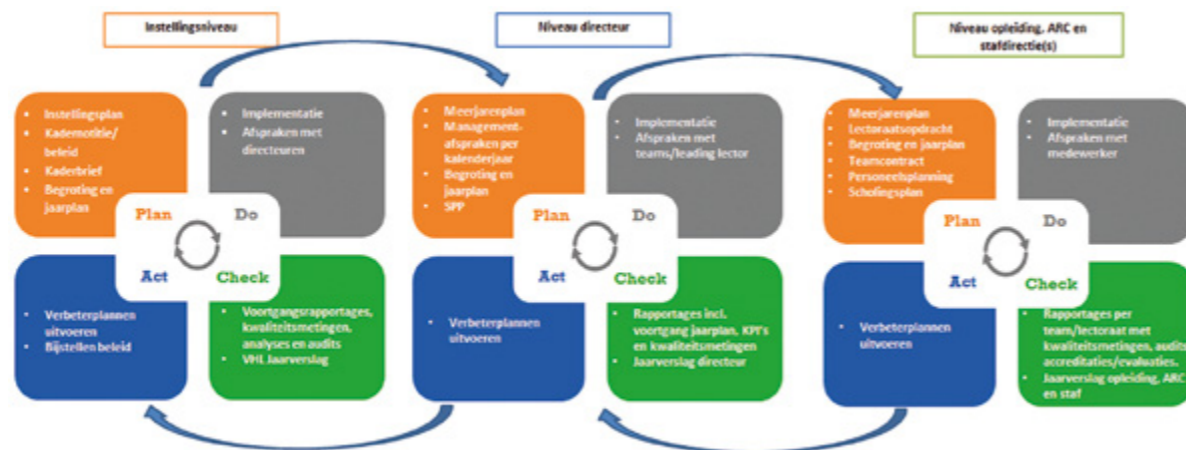 Instellingsniveau
Niveau directeur
Niveau opleiding, ARC en
stafdirectie(s)
• Instellingsplan
• Kadernotitie/
beleid
• Kaderbrief
• Begroting en
jaarplan
• Implementatie
• Afspraken met
directeuren
Plan
Do
Act
Check
• Verbeterplannen
uitvoeren
• Bijstellen beleid
• Voortgangsrapportages,
kwaliteitsmetingen,
analyses en audits
• VHL Jaarverslag
• Meerjarenplan
• Management-
afspraken per
kalenderjaar
• Begroting en
jaarplan
• SPP
• Implementatie
• Afspraken met
teams/leading lector
Plan
Do
Act
Check
• Verbeterplannen
uitvoeren
• Rapportages incl.
voortgang jaarplan, KPI's
en kwaliteitsmetingen
• Jaarverslag directeur
• Meerjarenplan
• Lectoraatsopdracht
• Begroting en jaarplan
• Teamcontract
• Personeelsplanning
• Scholingsplan
• Implementatie
• Afspraken met
medewerker
Plan
Do
Act
Check
• Verbeterplannen
uitvoeren
• Rapportages per
team/lectoraat met
kwaliteitsmetingen, audits
accreditaties/evaluaties.
• Jaarverslag opleiding, ARC
en staf